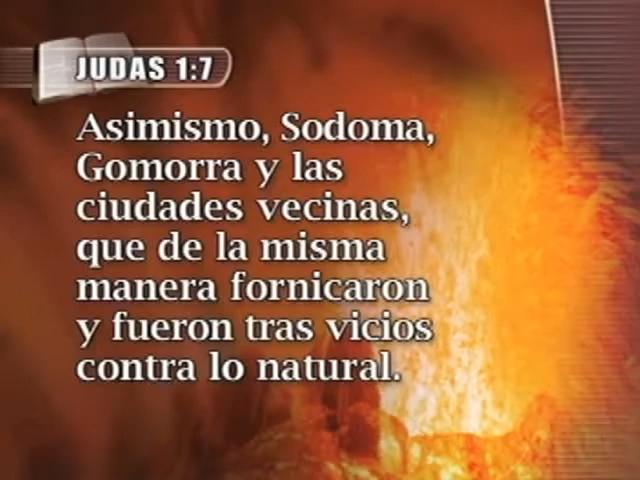 JUDAS 1:7
Asimismo, Sodoma,
Gomorra y las
ciudades vecinas,
que de la misma
manera fornicaron
y fueron tras vicios
contra lo natural.